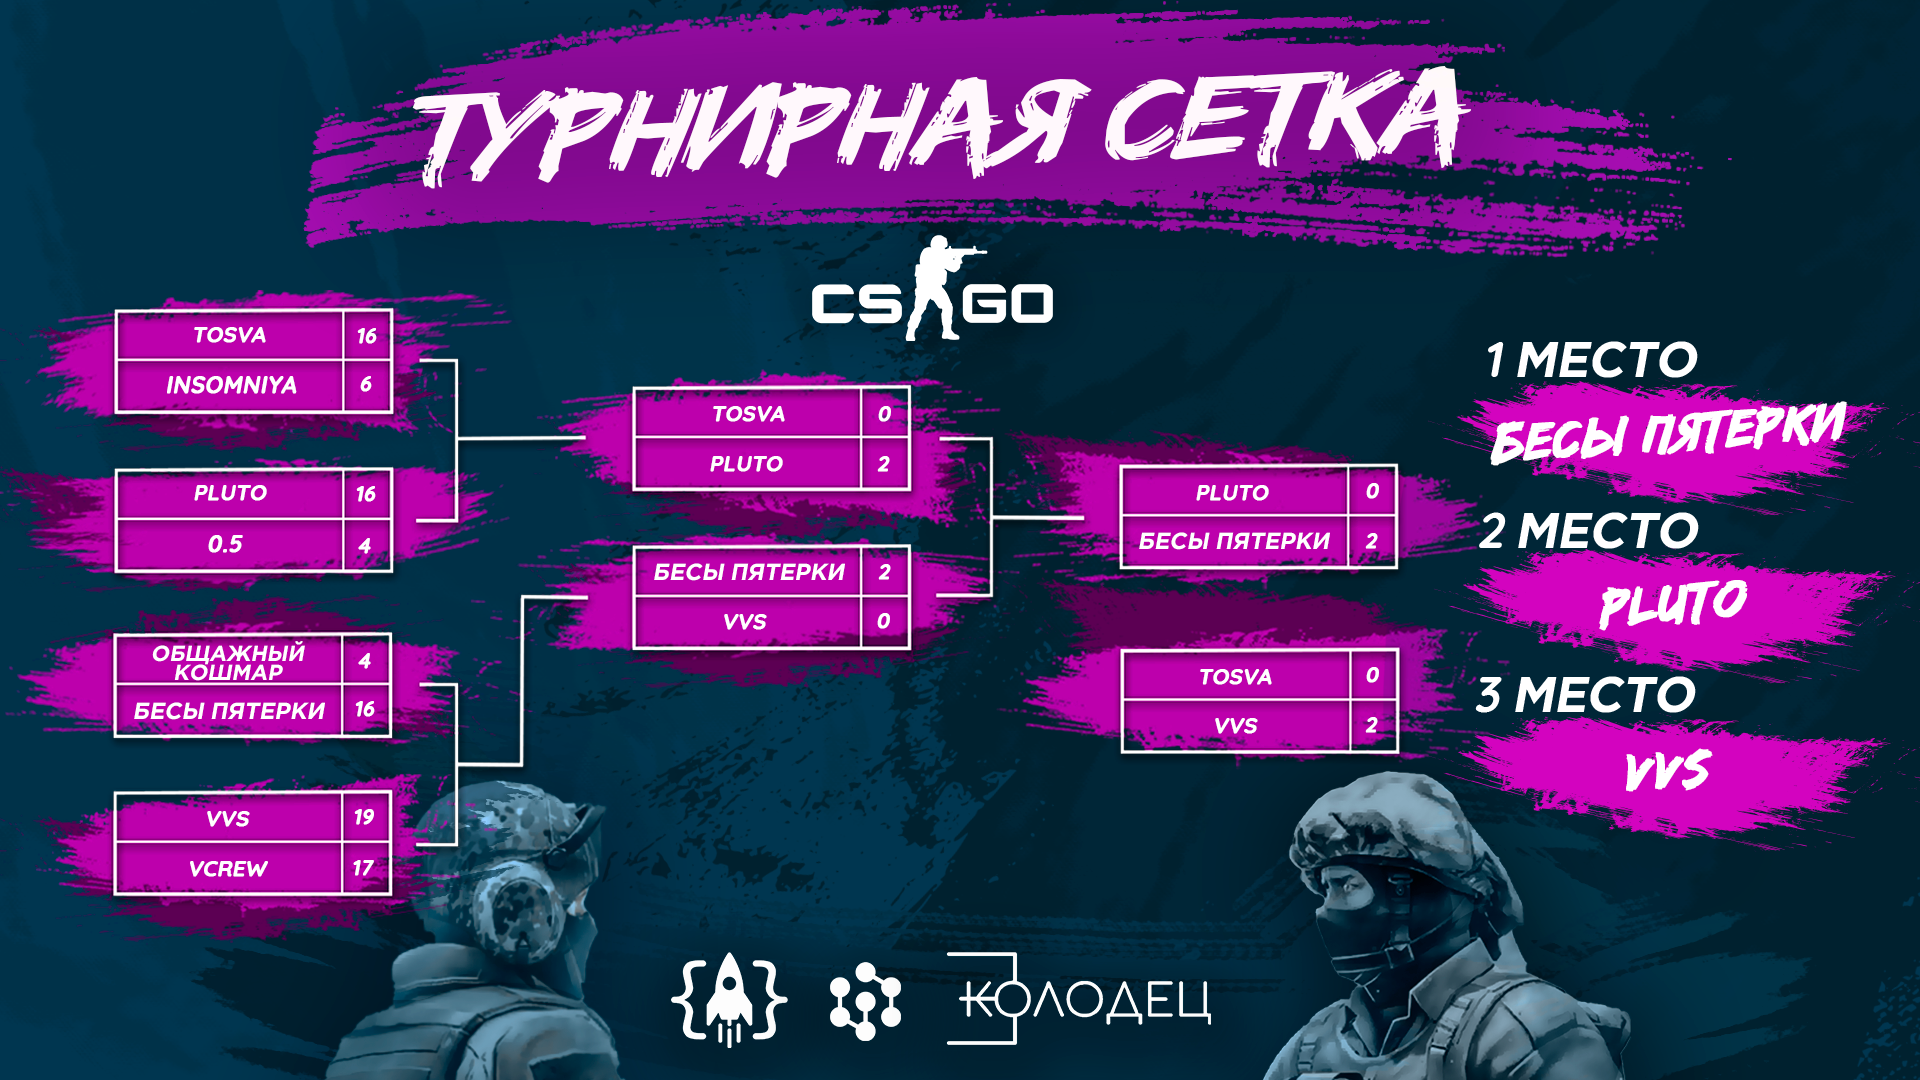 ТУРНИРНАЯ СЕТКА
CS GO
TOSVA 16
INSOMNIYA 6
PLUTO 16
0.5 4
ОБЩАЖНЫЙ
КОШМАР 4
БЕСЫ ПЯТЕРКИ 16
VVS 19
VCREW 17
TOSVA 0
PLUTO 2
БЕСЫ ПЯТЕРКИ 2
VVS 0
PLUTO 0
БЕСЫ ПЯТЕРКИ 2
TOSVA 0
VVS 2
1 МЕСТО
БЕСЫ ПЯТЕРКИ
2 МЕСТО
PLUTO
3 МЕСТО
VVS
КОЛОДЕЦ